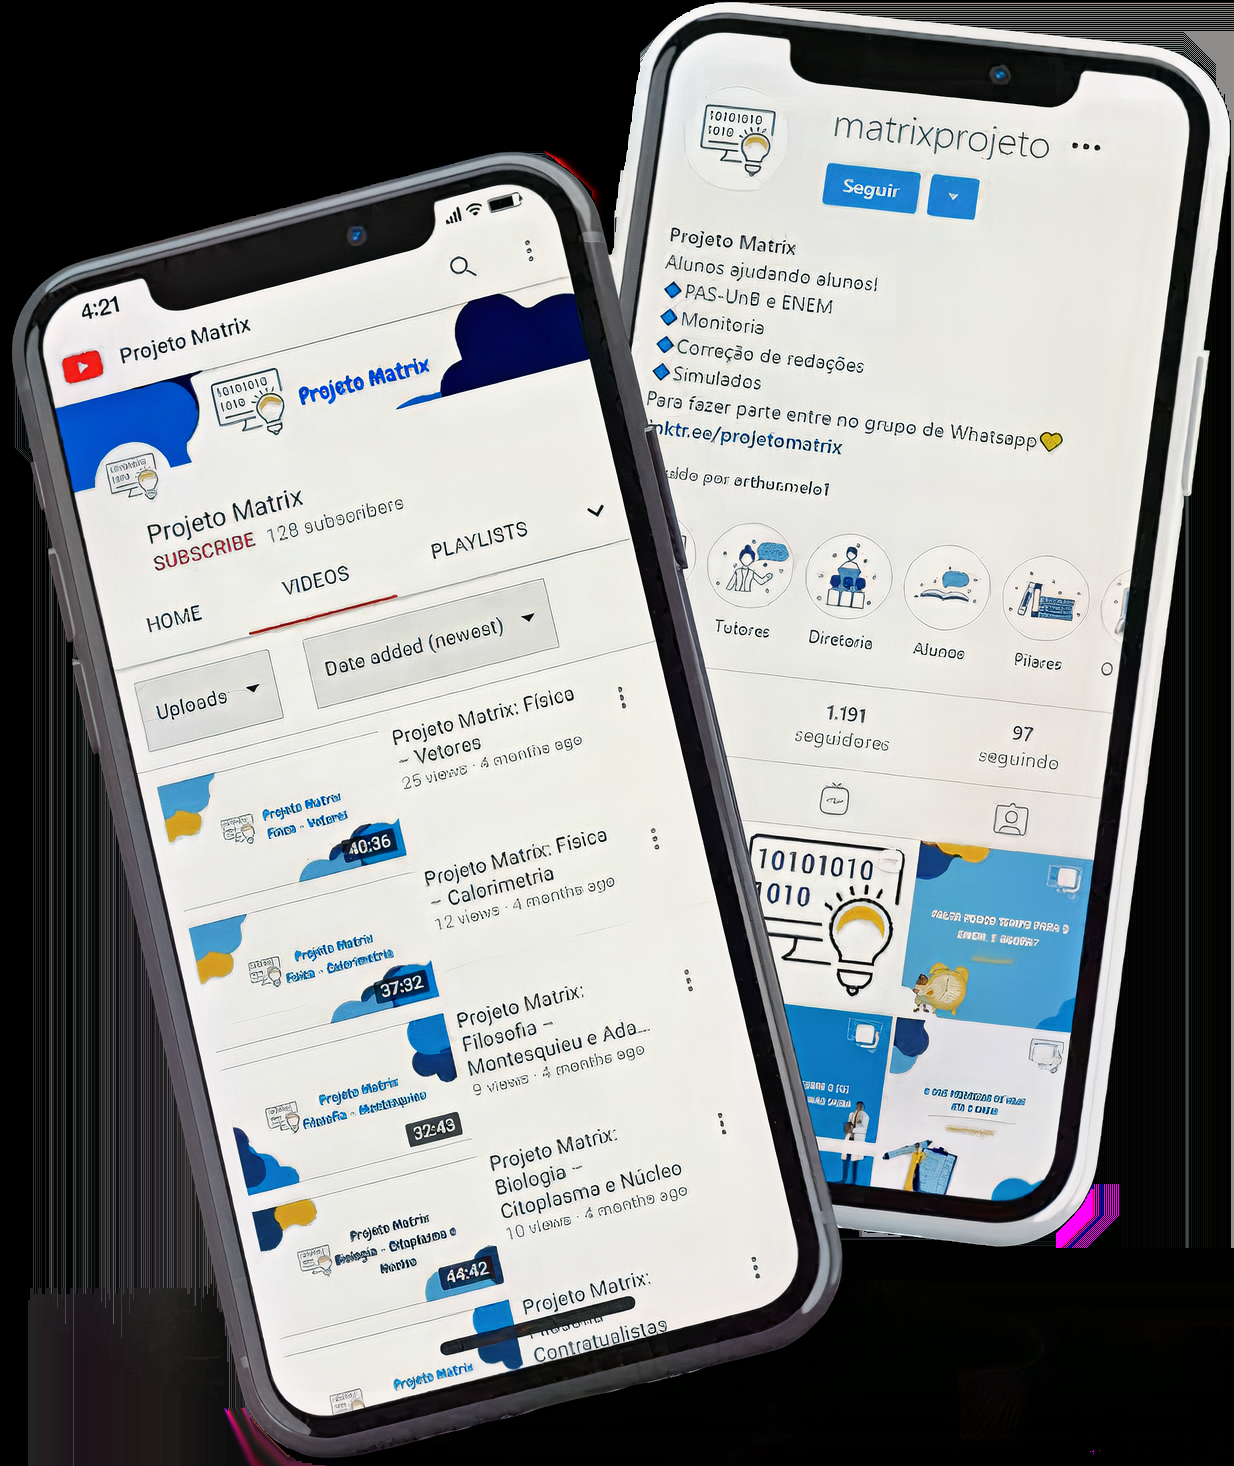 4:21
Projeto Matrix
10101010
1010
Projeto Matrix
Projeto Matrix
SUBSCRIBE 128 subscribers
HOME
VIDEOS
PLAYLISTS
Uploads
Date added (newest)
Projeto Matrix: Física
– Vetores
25 views · 4 months ago
Projeto Matrix
Física - Vetores
40:36
Projeto Matrix: Física
– Calorimetria
12 views · 4 months ago
Projeto Matrix
Física - Calorimetria
37:32
Projeto Matrix:
Filosofia –
Montesquieu e Ada...
9 views · 4 months ago
Projeto Matrix
Filosofia - Montesquieu
32:43
Projeto Matrix:
Biologia –
Citoplasma e Núcleo
10 views · 4 months ago
Projeto Matrix
Biologia - Citoplasma e
Núcleo
44:42
Projeto Matrix:
Contratualistas
Projeto Matrix
10101010
1010
matrixprojeto
Seguir
Projeto Matrix
Alunos ajudando alunos!
PAS-UnB e ENEM
Monitoria
Correção de redações
Simulados
Para fazer parte entre no grupo de Whatsapp
nktr.ee/projetomatrix
por arthur.melo1
Tutores
Diretoria
Alunos
Pilares
O
1.191
seguidores
97
seguindo
10101010
1010